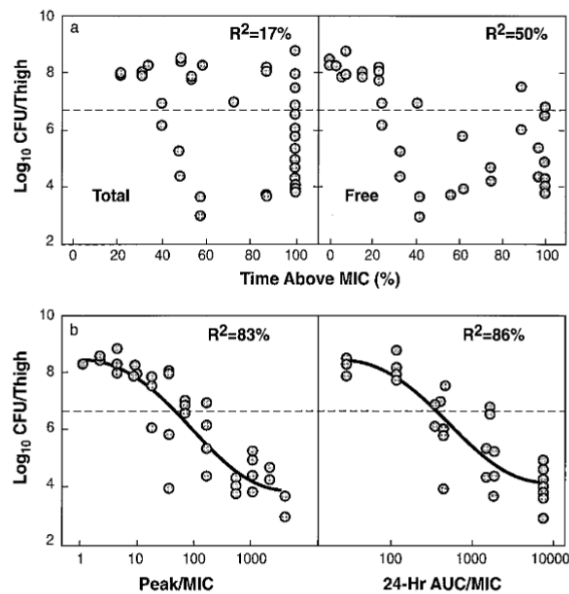 a
R²=17%
R²=50%
Log₁₀ CFU/Thigh
10
8
6
4
2
Total
Free
0 20 40 60 80 100
0 20 40 60 80 100
Time Above MIC (%)
b
R²=83%
R²=86%
Log₁₀ CFU/Thigh
10
8
6
4
2
1 10 100 1000
100 1000 10000
Peak/MIC
24-Hr AUC/MIC